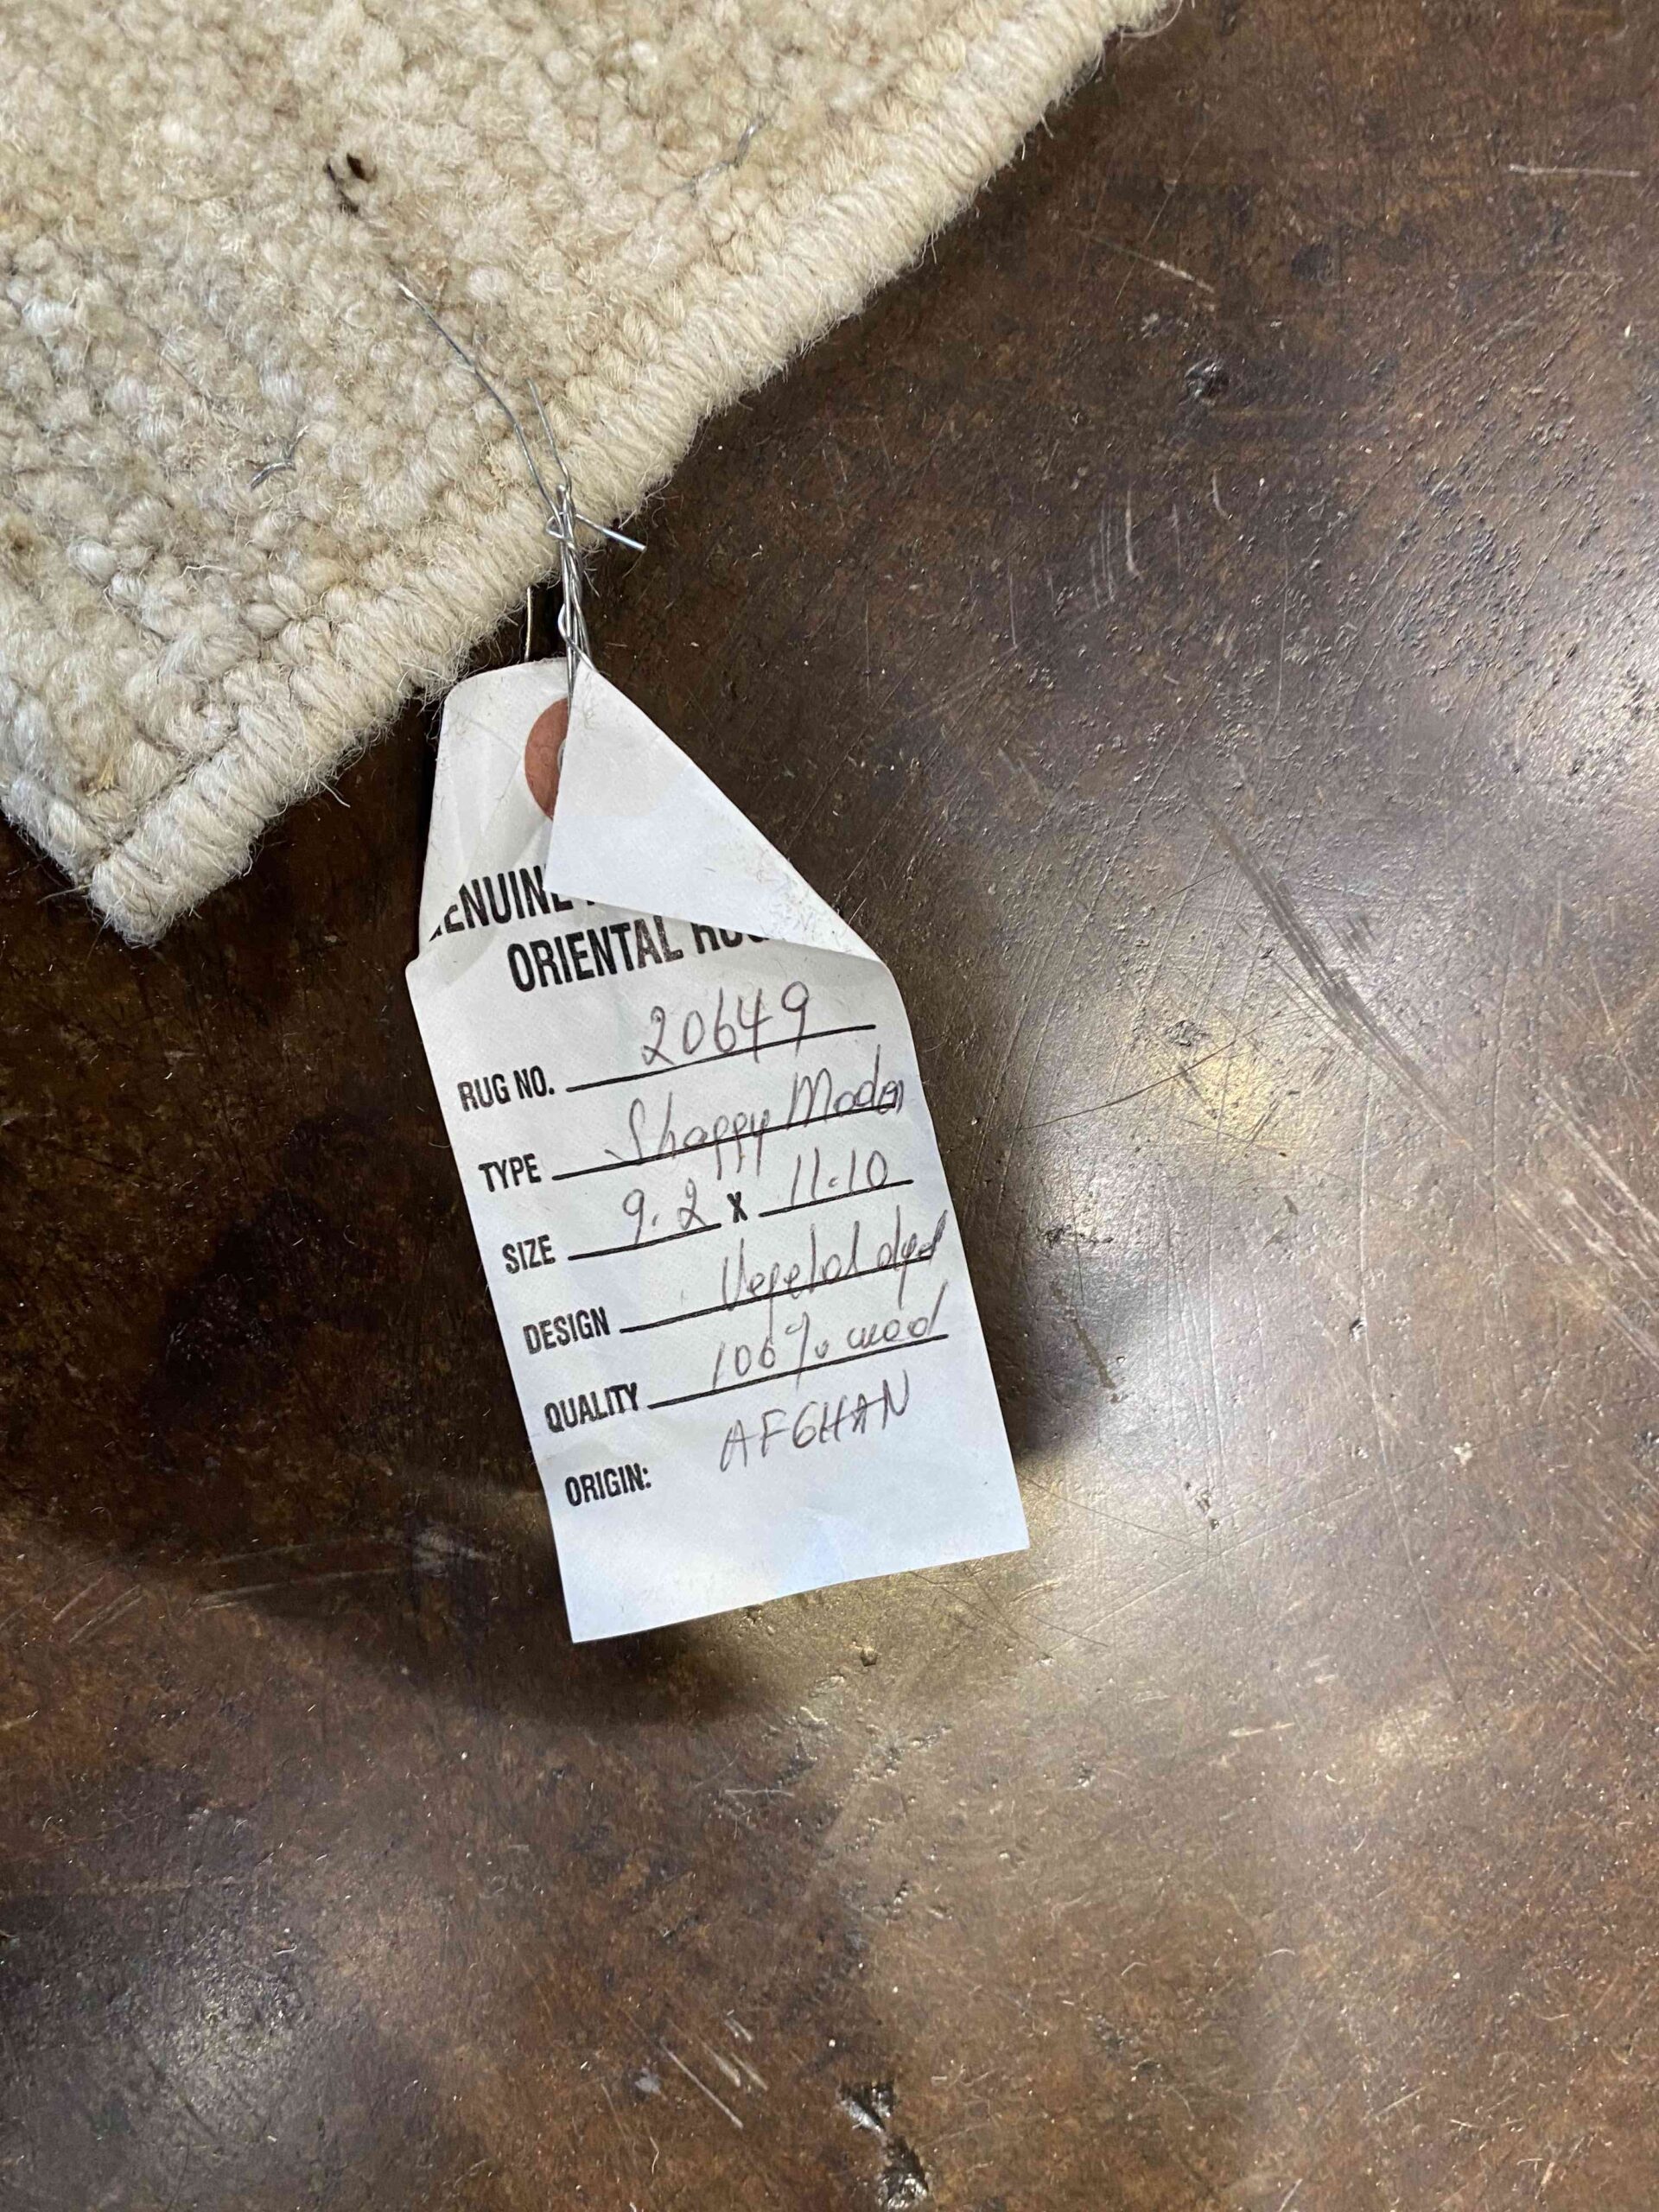 ENUINE
ORIENTAL RUG
RUG NO. 20649
TYPE Shaggy Modern
SIZE 9.2 X 11.10
DESIGN Vegetal dyed
QUALITY 100% wool
ORIGIN: AFGHAN